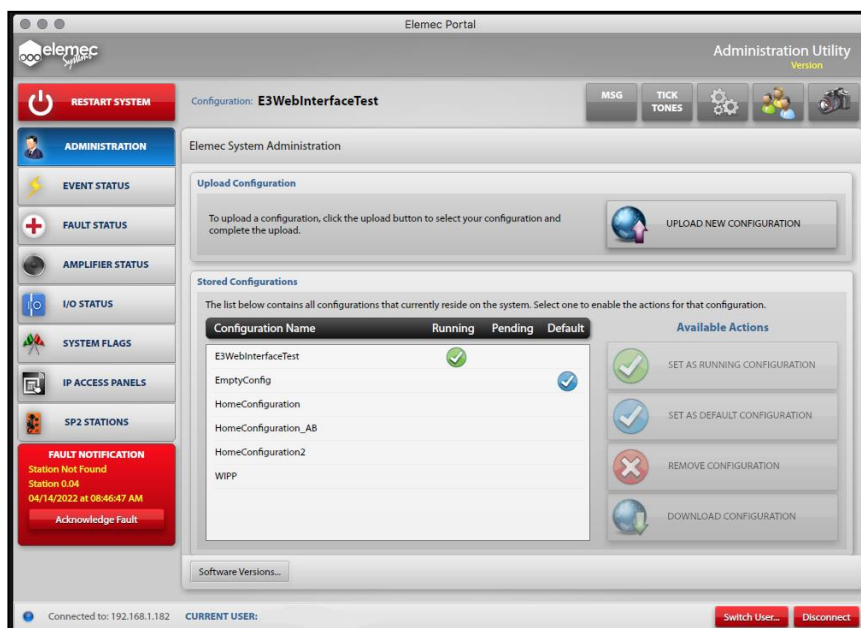 Elemec Portal
elemec
Systems
Administration Utility
Version
RESTART SYSTEM
Configuration: E3WebInterfaceTest
MSG
TICK
TONES
ADMINISTRATION
Elemec System Administration
EVENT STATUS
Upload Configuration
To upload a configuration, click the upload button to select your configuration and
complete the upload.
UPLOAD NEW CONFIGURATION
FAULT STATUS
AMPLIFIER STATUS
Stored Configurations
I/O STATUS
The list below contains all configurations that currently reside on the system. Select one to enable the actions for that configuration.
Configuration Name Running Pending Default
Available Actions
SYSTEM FLAGS
E3WebInterfaceTest
SET AS RUNNING CONFIGURATION
IP ACCESS PANELS
EmptyConfig
HomeConfiguration
SET AS DEFAULT CONFIGURATION
SP2 STATIONS
HomeConfiguration_AB
HomeConfiguration2
REMOVE CONFIGURATION
WIPP
DOWNLOAD CONFIGURATION
FAULT NOTIFICATION
Station Not Found
Station 0.04
04/14/2022 at 08:46:47 AM
Acknowledge Fault
Software Versions...
Connected to: 192.168.1.182 CURRENT USER:
Switch User...
Disconnect